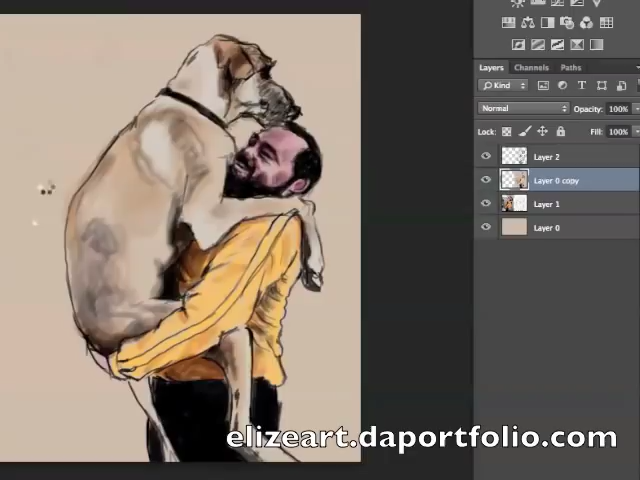 Layers Channels Paths
Kind T
Normal Opacity: 100%
Lock: Fill: 100%
Layer 2
Layer 0 copy
Layer 1
Layer 0
elizeart.daportfolio.com